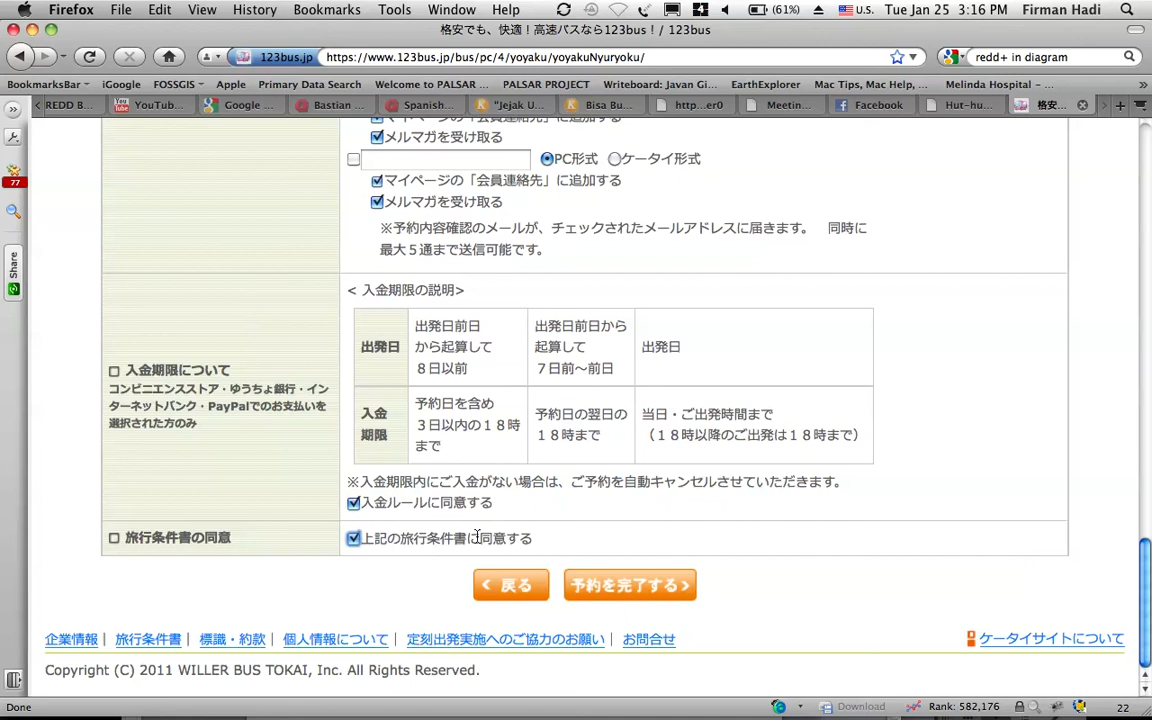 Firefox File Edit View History Bookmarks Tools Window Help (61%) U.S. Tue Jan 25 3:16 PM Firman Hadi
格安でも、快適！高速バスなら123bus！/ 123bus
123bus.jp https://www.123bus.jp/bus/pc/4/yoyaku/yoyakuNyuryoku/ redd+ in diagram
BookmarksBar iGoogle FOSSGIS Apple Primary Data Search Welcome to PALSAR PALSAR PROJECT Writeboard: Javan Gi... EarthExplorer Mac Tips, Mac Help, ... Melinda Hospital - ...
REDD B... YouTub... Google ... Bastian ... Spanish... "Jejak U... Bisa Bu... http...er0 Meetin... Facebook Hut-hu... 格安...
マイページの「会員連絡先」に追加する
メルマガを受け取る
PC形式 ケータイ形式
マイページの「会員連絡先」に追加する
メルマガを受け取る
※予約内容確認のメールが、チェックされたメールアドレスに届きます。　同時に
最大５通まで送信可能です。
77
Share
□ 入金期限について
コンビニエンスストア・ゆうちょ銀行・イン
ターネットバンク・PayPalでのお支払いを
選択された方のみ
< 入金期限の説明>
出発日
出発日前日
から起算して
８日以前
出発日前日から
起算して
７日前～前日
出発日
入金
期限
予約日を含め
３日以内の１８時
まで
予約日の翌日の
１８時まで
当日・ご出発時間まで
（１８時以降のご出発は１８時まで）
※入金期限内にご入金がない場合は、ご予約を自動キャンセルさせていただきます。
入金ルールに同意する
□ 旅行条件書の同意
上記の旅行条件書に同意する
戻る 予約を完了する
企業情報 | 旅行条件書 | 標識・約款 | 個人情報について | 定刻出発実施へのご協力のお願い | お問合せ ケータイサイトについて
Copyright (C) 2011 WILLER BUS TOKAI, Inc. All Rights Reserved.
Done Download Rank: 582,176 22